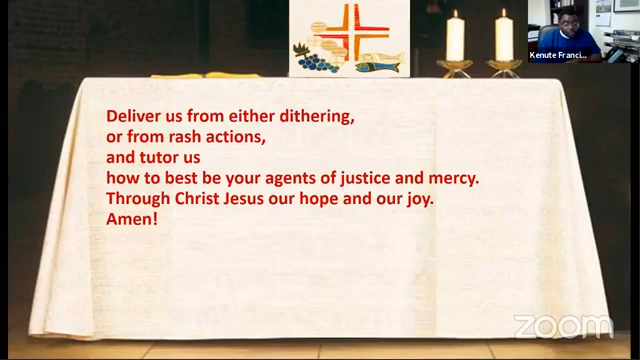 Kenute Franci...
Deliver us from either dithering,
or from rash actions,
and tutor us
how to best be your agents of justice and mercy.
Through Christ Jesus our hope and our joy.
Amen!
zoom